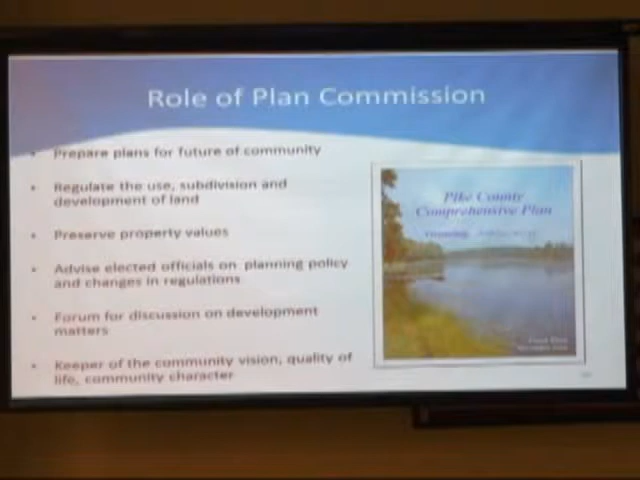 Role of Plan Commission
• Prepare plans for future of community
• Regulate the use, subdivision and
development of land
• Preserve property values
• Advise elected officials on planning policy
and changes in regulations
• Forum for discussion on development
matters
• Keeper of the community vision, quality of
life, community character
Pike County
Comprehensive Plan